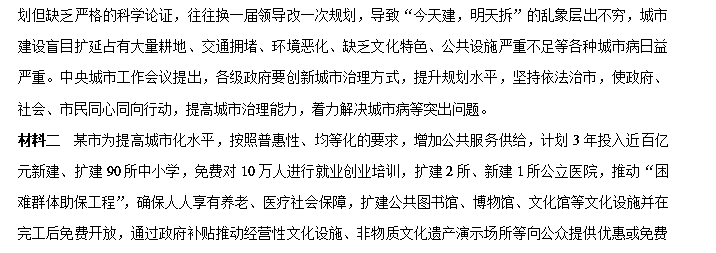 划但缺乏严格的科学论证，往往换一届领导改一次规划，导致“今天建，明天拆”的乱象层出不穷，城市
建设盲目扩延占有大量耕地、交通拥堵、环境恶化、缺乏文化特色、公共设施严重不足等各种城市病日益
严重。中央城市工作会议提出，各级政府要创新城市治理方式，提升规划水平，坚持依法治市，使政府、
社会、市民同心同向行动，提高城市治理能力，着力解决城市病等突出问题。
材料二 某市为提高城市化水平，按照普惠性、均等化的要求，增加公共服务供给，计划 3 年投入近百亿
元新建、扩建 90 所中小学，免费对 10 万人进行就业创业培训，扩建 2 所、新建 1 所公立医院，推动“困
难群体助保工程”，确保人人享有养老、医疗社会保障，扩建公共图书馆、博物馆、文化馆等文化设施并在
完工后免费开放，通过政府补贴推动经营性文化设施、非物质文化遗产演示场所等向公众提供优惠或免费